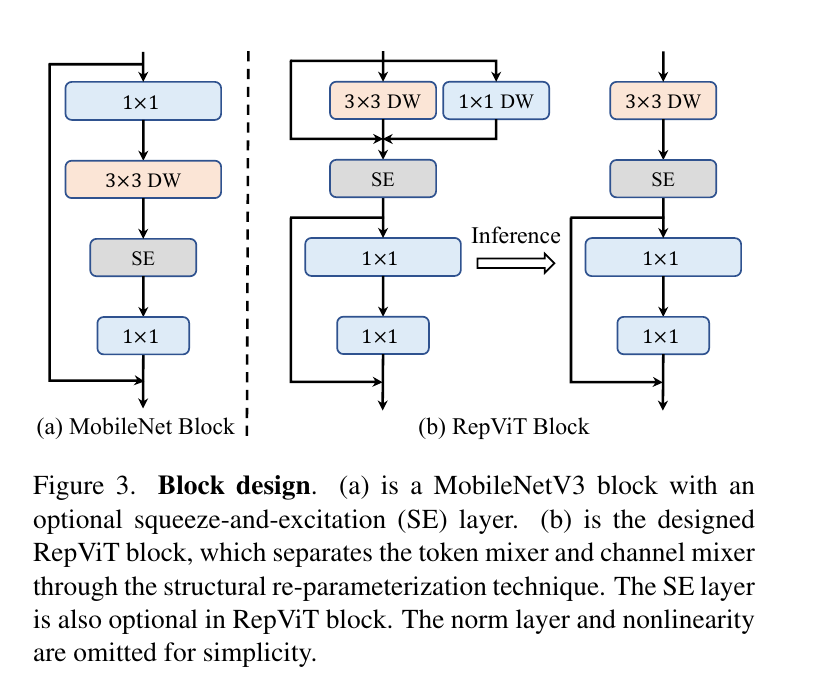 1×1
3×3 DW
SE
1×1
(a) MobileNet Block
3×3 DW
1×1 DW
SE
1×1
1×1
Inference
3×3 DW
SE
1×1
1×1
(b) RepViT Block
Figure 3. Block design. (a) is a MobileNetV3 block with an
optional squeeze-and-excitation (SE) layer. (b) is the designed
RepViT block, which separates the token mixer and channel mixer
through the structural re-parameterization technique. The SE layer
is also optional in RepViT block. The norm layer and nonlinearity
are omitted for simplicity.